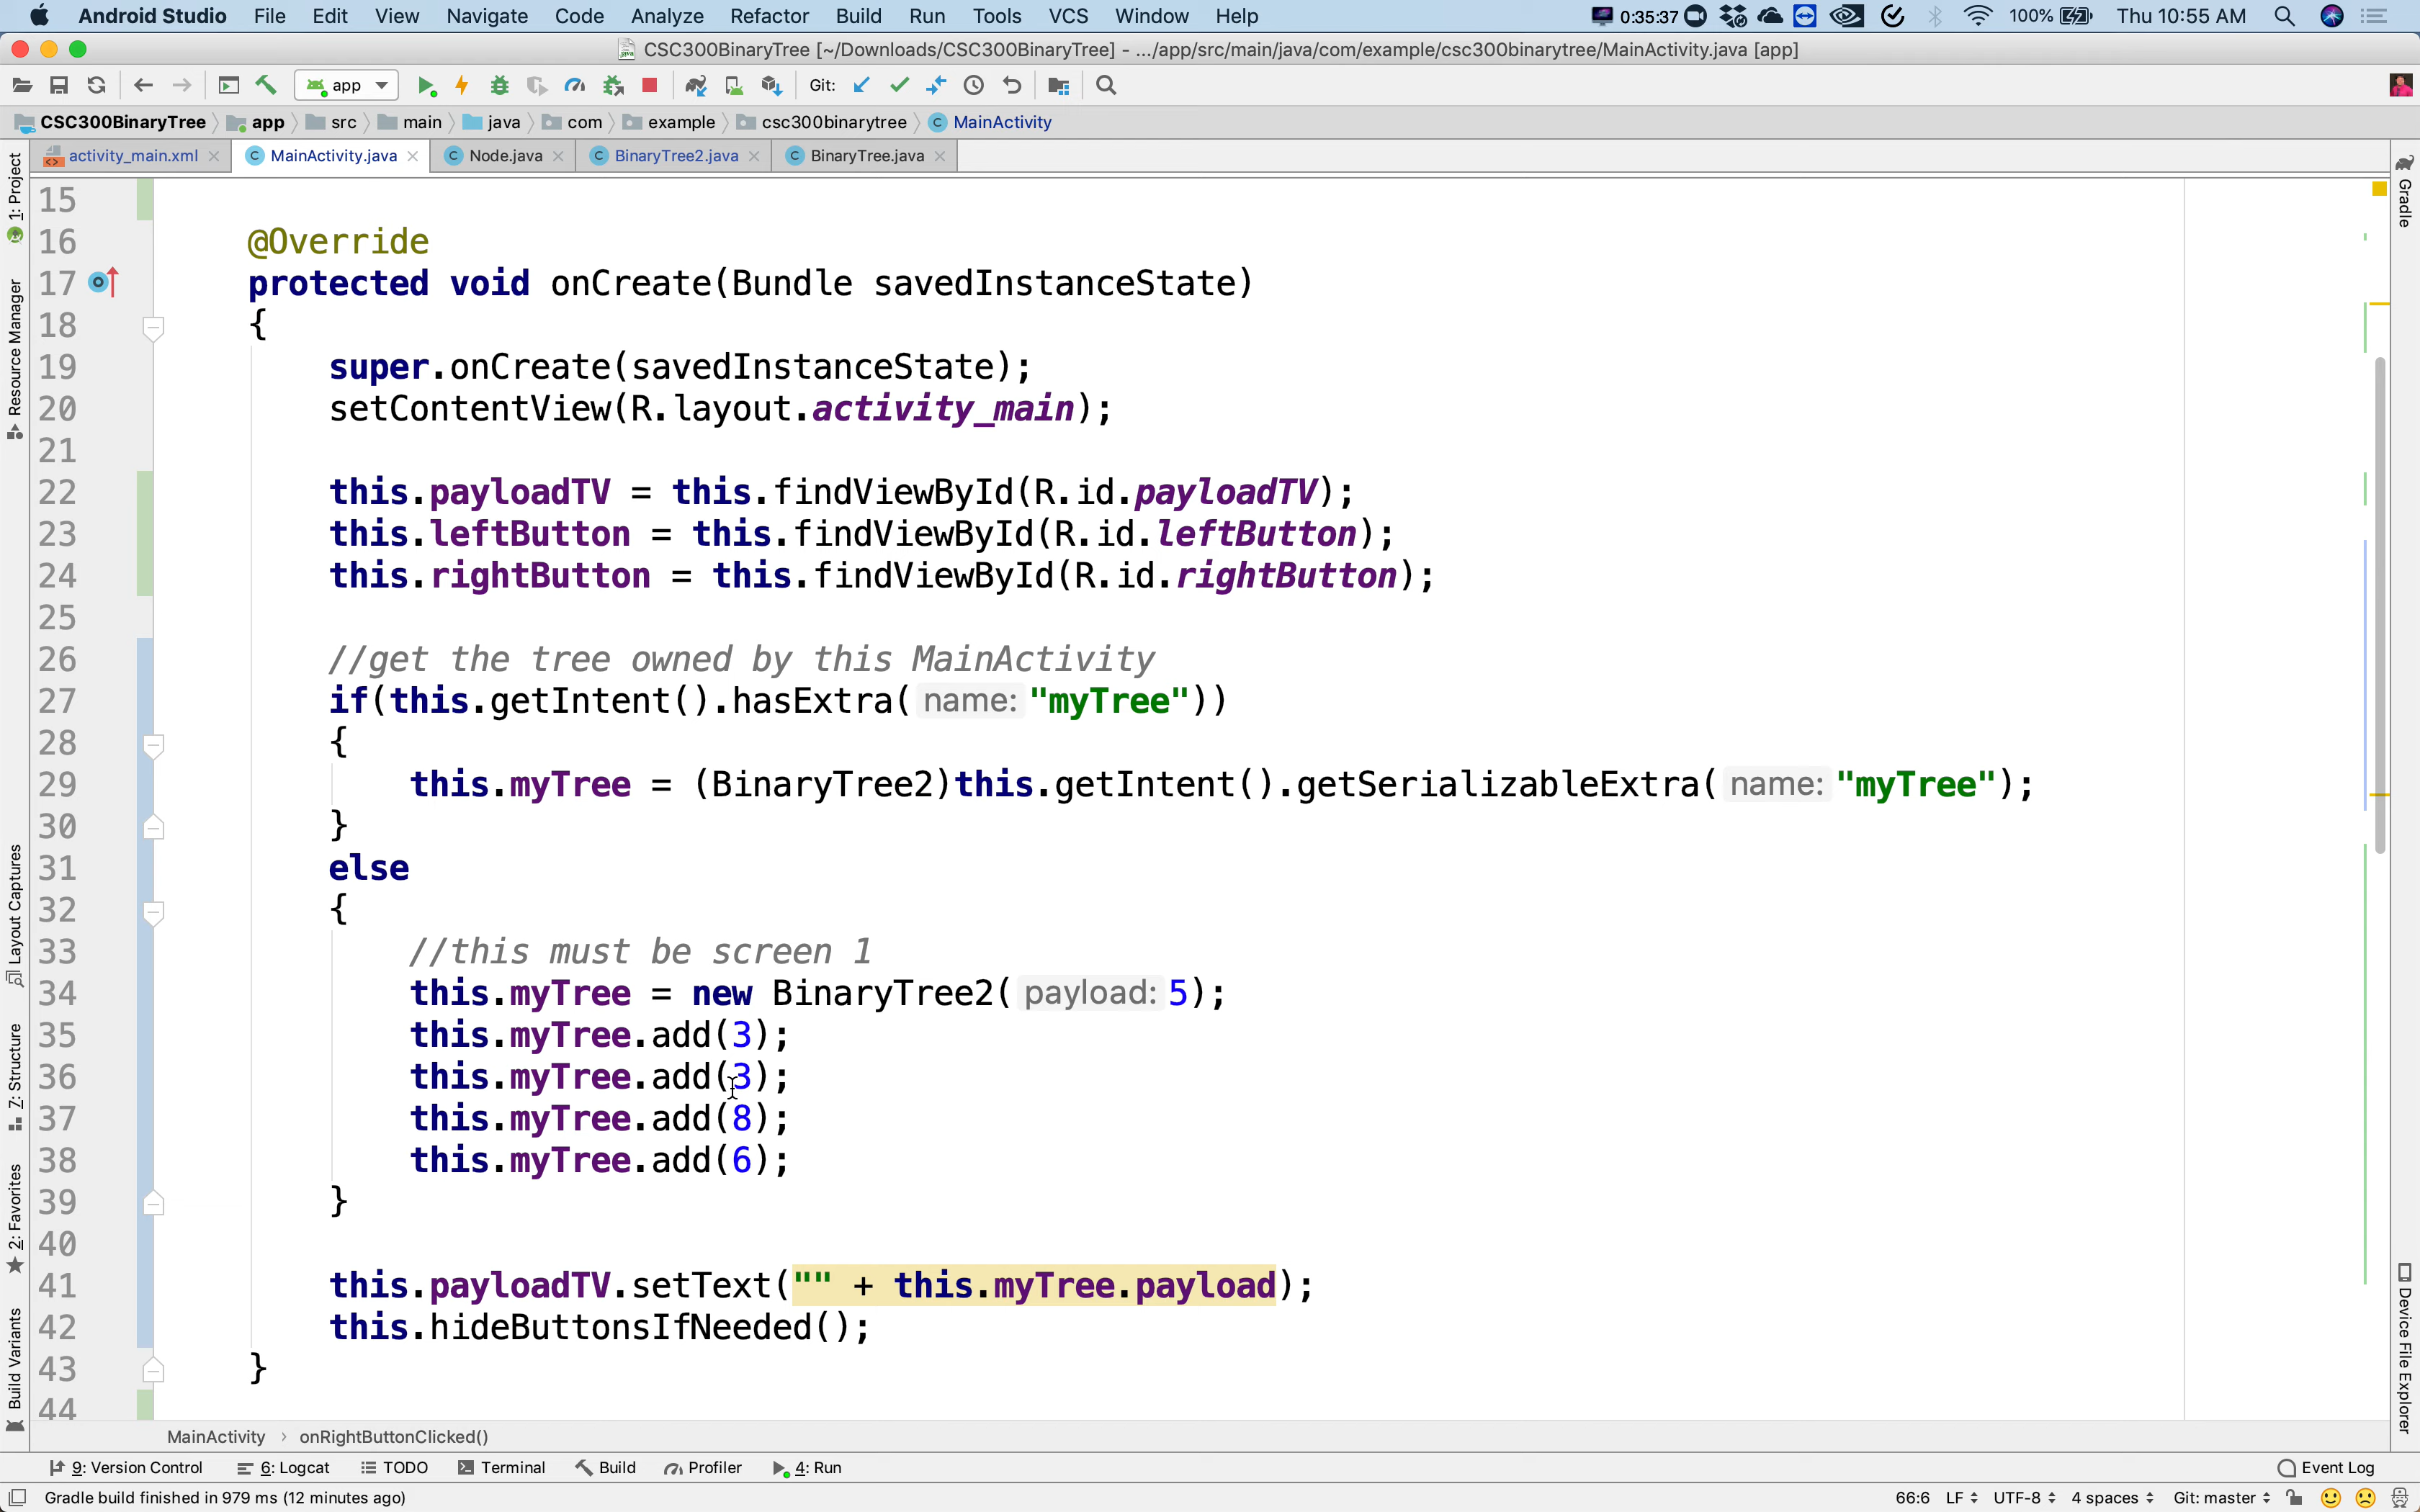 Android Studio File Edit View Navigate Code Analyze Refactor Build Run Tools VCS Window Help 0:35:37 100% Thu 10:55 AM
CSC300BinaryTree [~/Downloads/CSC300BinaryTree] - .../app/src/main/java/com/example/csc300binarytree/MainActivity.java [app]
app Git:
CSC300BinaryTree app src main java com example csc300binarytree MainActivity
activity_main.xml MainActivity.java Node.java BinaryTree2.java BinaryTree.java
1: Project
Resource Manager
Layout Captures
7: Structure
2: Favorites
Build Variants
15
16 @Override
17 protected void onCreate(Bundle savedInstanceState)
18 {
19 super.onCreate(savedInstanceState);
20 setContentView(R.layout.activity_main);
21
22 this.payloadTV = this.findViewById(R.id.payloadTV);
23 this.leftButton = this.findViewById(R.id.leftButton);
24 this.rightButton = this.findViewById(R.id.rightButton);
25
26 //get the tree owned by this MainActivity
27 if(this.getIntent().hasExtra( name: "myTree"))
28 {
29 this.myTree = (BinaryTree2)this.getIntent().getSerializableExtra( name: "myTree");
30 }
31 else
32 {
33 //this must be screen 1
34 this.myTree = new BinaryTree2( payload: 5);
35 this.myTree.add(3);
36 this.myTree.add(3);
37 this.myTree.add(8);
38 this.myTree.add(6);
39 }
40
41 this.payloadTV.setText("" + this.myTree.payload);
42 this.hideButtonsIfNeeded();
43 }
44
Gradle
Device File Explorer
MainActivity › onRightButtonClicked()
9: Version Control 6: Logcat TODO Terminal Build Profiler 4: Run Event Log
Gradle build finished in 979 ms (12 minutes ago) 66:6 LF UTF-8 4 spaces Git: master